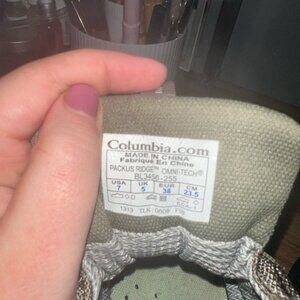 Columbia.com
MADE IN CHINA
Fabriqué En Chine
PACKUS RIDGE™ OMNI-TECH®
BL3456-255
USA UK EUR CM
7 5 38 23.5